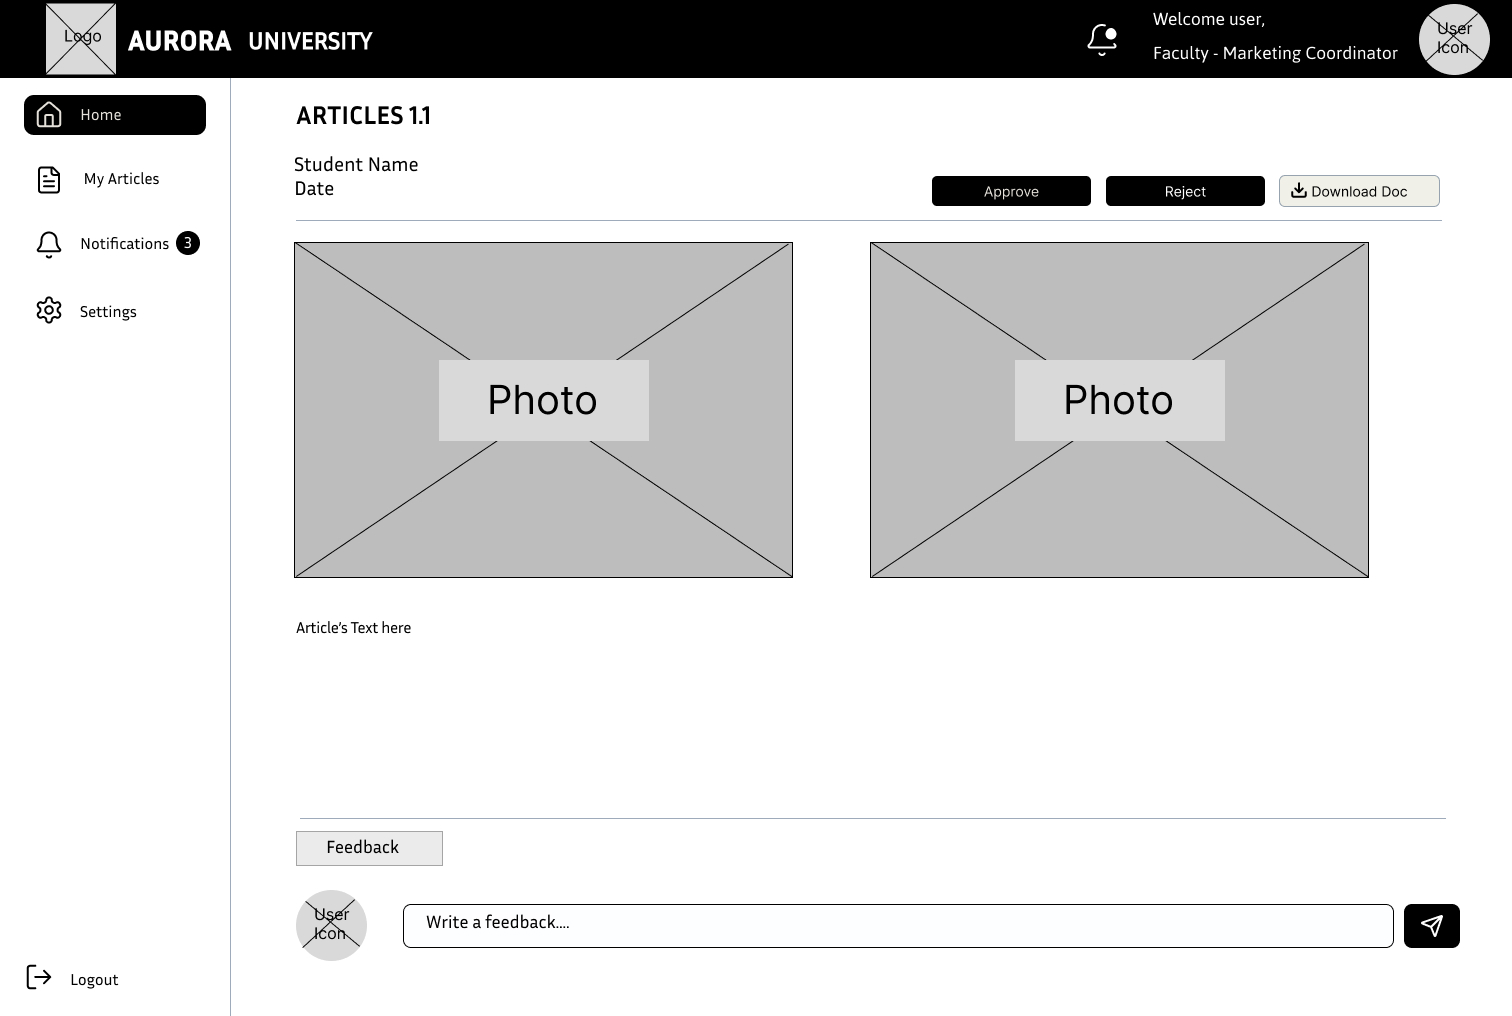 Logo
AURORA UNIVERSITY
Welcome user,
Faculty - Marketing Coordinator
User
Icon
Home
My Articles
Notifications 3
Settings
Logout
ARTICLES 1.1
Student Name
Date
Approve
Reject
Download Doc
Photo
Photo
Article’s Text here
Feedback
User
Icon
Write a feedback....